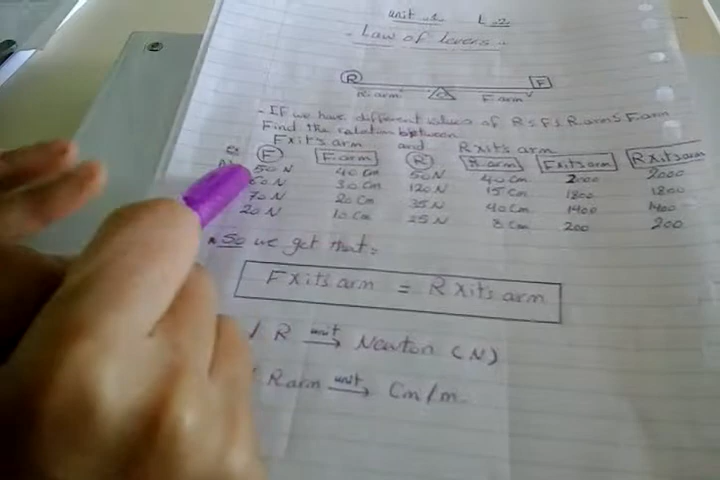 unit L
- Law of levers -
R F
R.arm F.arm
- IF we have different values of R & F & R arm & F arm
Find the relation between
F x its arm and R x its arm
F F.arm R R.arm F x its arm R x its arm
50 N 40 cm 50 N 40 cm 2000 2000
60 N 30 cm 120 N 15 cm 1800 1800
70 N 20 cm 35 N 40 cm 1400 1400
20 N 10 cm 25 N 8 cm 200 200
* So we get that:
F x its arm = R x its arm
/ R unit → Newton (N)
R arm unit → Cm/m